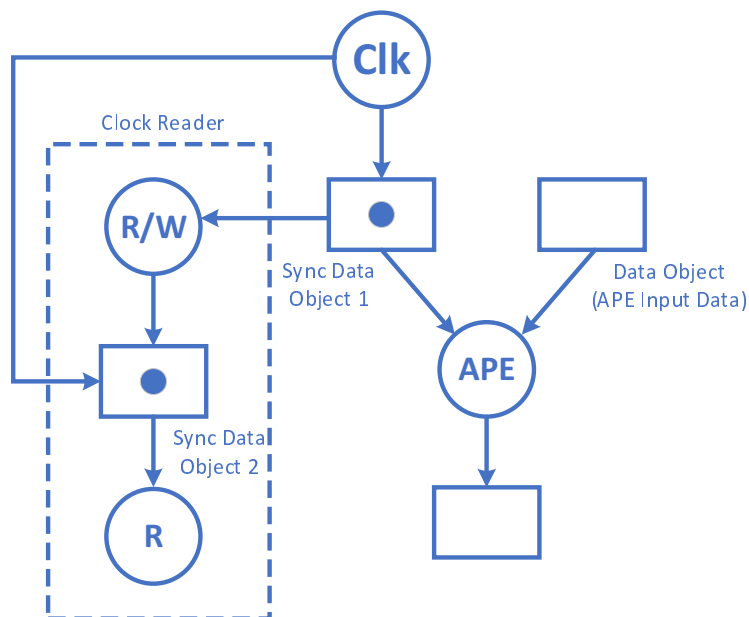 Clk
Clock Reader
R/W
Sync Data
Object 1
Data Object
(APE Input Data)
APE
Sync Data
Object 2
R